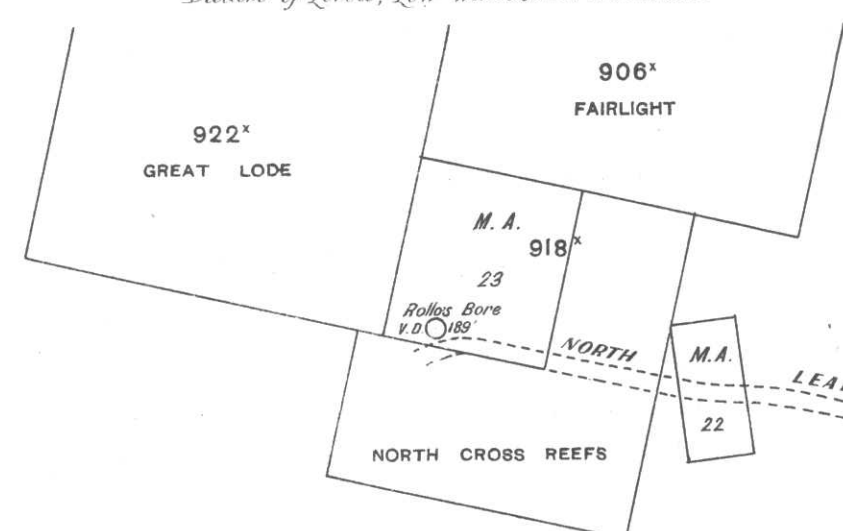 906ˣ
FAIRLIGHT
922ˣ
GREAT LODE
M. A.
918ˣ
23
Rollo's Bore
V.D. 189'
NORTH
M.A.
LEA
22
NORTH CROSS REEFS